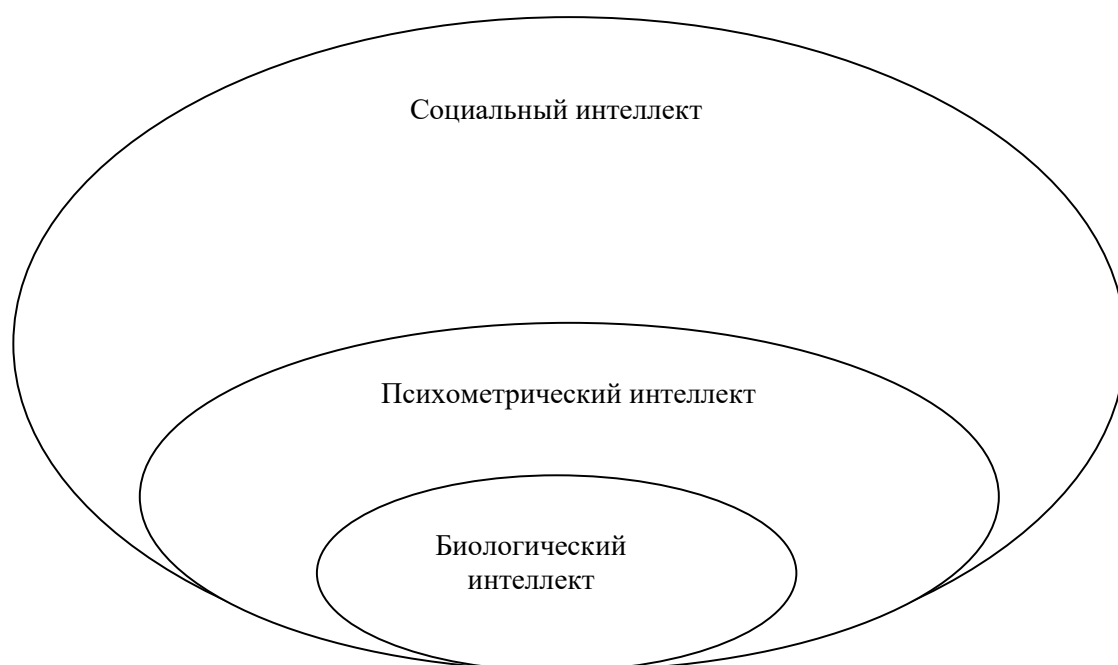 Социальный интеллект
Психометрический интеллект
Биологический
интеллект